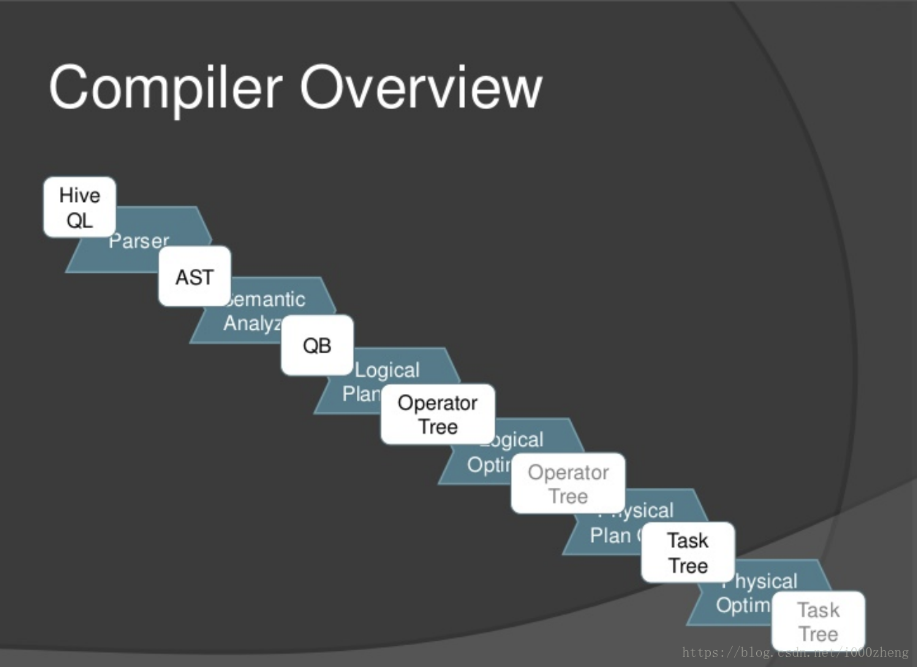 Compiler Overview
Hive
QL
Parser
AST
Semantic
Analyz
QB
Logical
Plan
Operator
Tree
Logical
Optim
Operator
Tree
Physical
Plan
Task
Tree
Physical
Optim
Task
Tree
https://blog.csdn.net/1000zheng